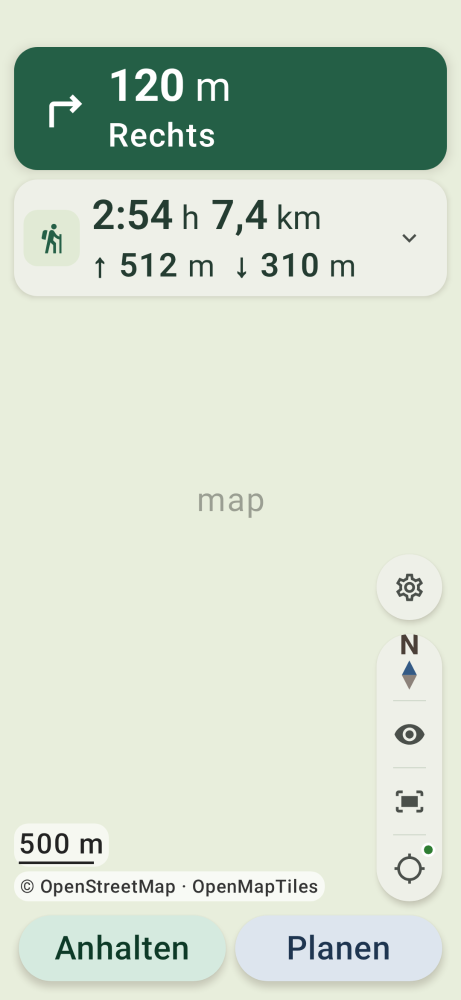 120 m
Rechts
2:54 h 7,4 km
↑ 512 m ↓ 310 m
map
N
500 m
© OpenStreetMap · OpenMapTiles
Anhalten Planen